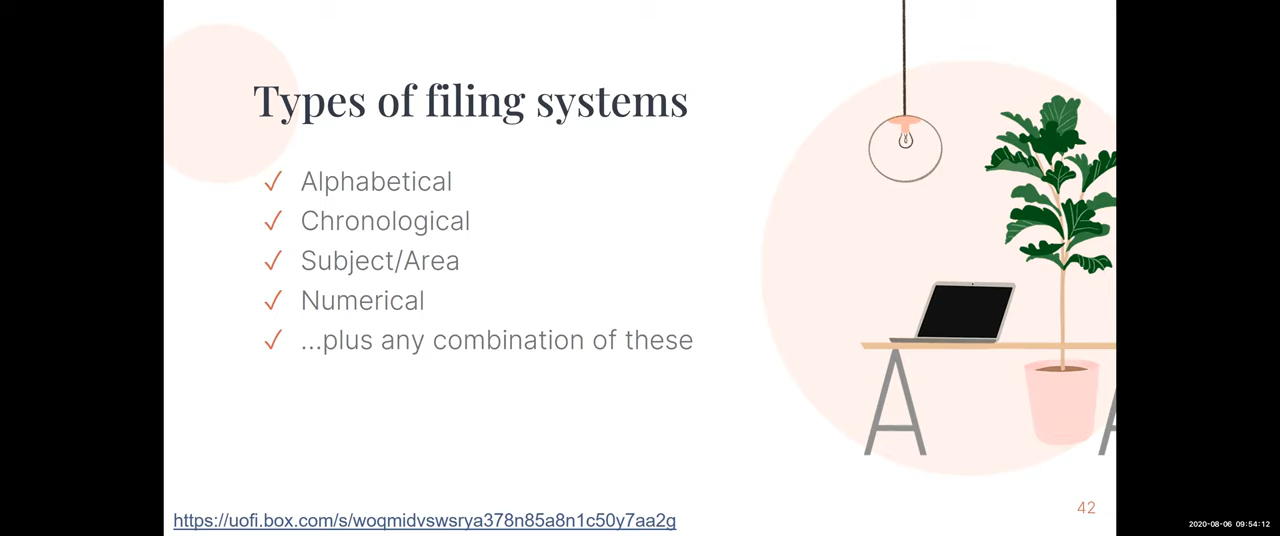 Types of filing systems
✓ Alphabetical
✓ Chronological
✓ Subject/Area
✓ Numerical
✓ ...plus any combination of these
https://uofi.box.com/s/woqmidvswsrya378n85a8n1c50y7aa2g
42
2020-08-06 09:54:12